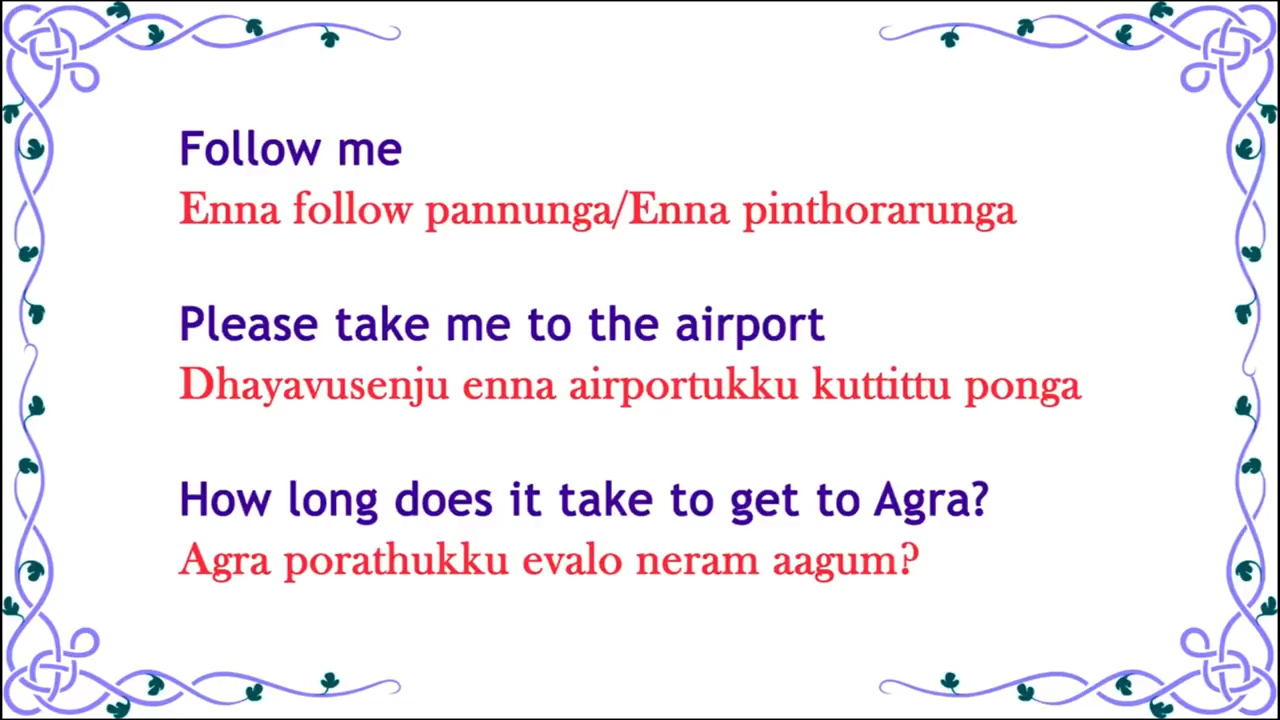 Follow me
Enna follow pannunga/Enna pinthorarunga
Please take me to the airport
Dhayavusenju enna airportukku kuttittu ponga
How long does it take to get to Agra?
Agra porathukku evalo neram aagum?